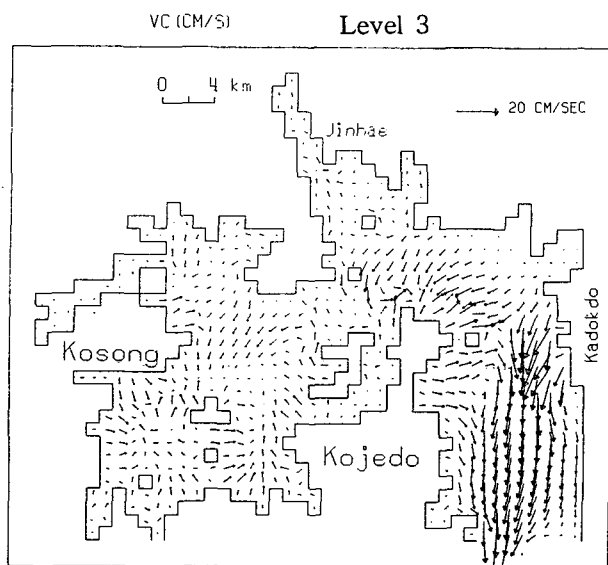 VC (CM/S)
Level 3
0 4 km
20 CM/SEC
Jinhae
Kosong
Kadokdo
Kojedo